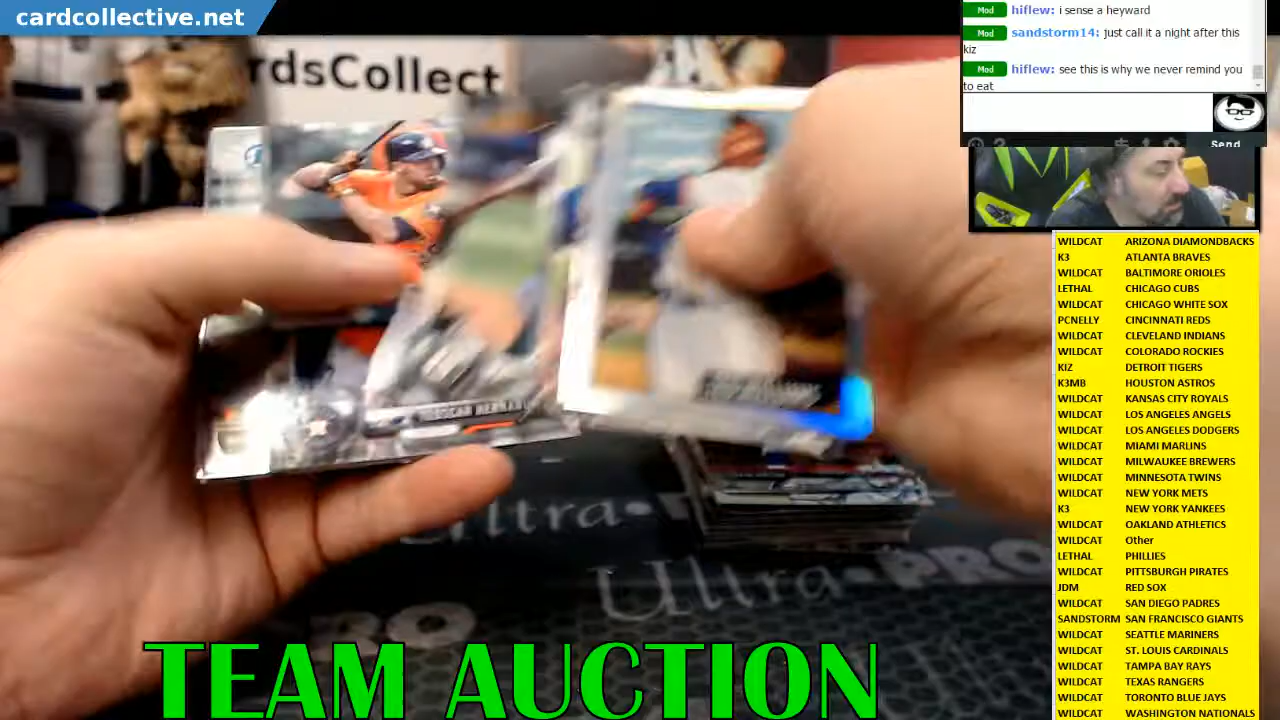 cardcollective.net
Mod hiflew: i sense a heyward
Mod sandstorm14: just call it a night after this
kiz
Mod hiflew: see this is why we never remind you
to eat
Send
rdsCollect
WILDCAT ARIZONA DIAMONDBACKS
K3 ATLANTA BRAVES
WILDCAT BALTIMORE ORIOLES
LETHAL CHICAGO CUBS
WILDCAT CHICAGO WHITE SOX
PCNELLY CINCINNATI REDS
WILDCAT CLEVELAND INDIANS
WILDCAT COLORADO ROCKIES
KIZ DETROIT TIGERS
K3MB HOUSTON ASTROS
WILDCAT KANSAS CITY ROYALS
WILDCAT LOS ANGELES ANGELS
WILDCAT LOS ANGELES DODGERS
WILDCAT MIAMI MARLINS
WILDCAT MILWAUKEE BREWERS
WILDCAT MINNESOTA TWINS
WILDCAT NEW YORK METS
K3 NEW YORK YANKEES
WILDCAT OAKLAND ATHLETICS
WILDCAT Other
LETHAL PHILLIES
WILDCAT PITTSBURGH PIRATES
JDM RED SOX
WILDCAT SAN DIEGO PADRES
SANDSTORM SAN FRANCISCO GIANTS
WILDCAT SEATTLE MARINERS
WILDCAT ST. LOUIS CARDINALS
WILDCAT TAMPA BAY RAYS
WILDCAT TEXAS RANGERS
WILDCAT TORONTO BLUE JAYS
WILDCAT WASHINGTON NATIONALS
Ultra-PRO
Ultra-PRO
RO
TEAM AUCTION